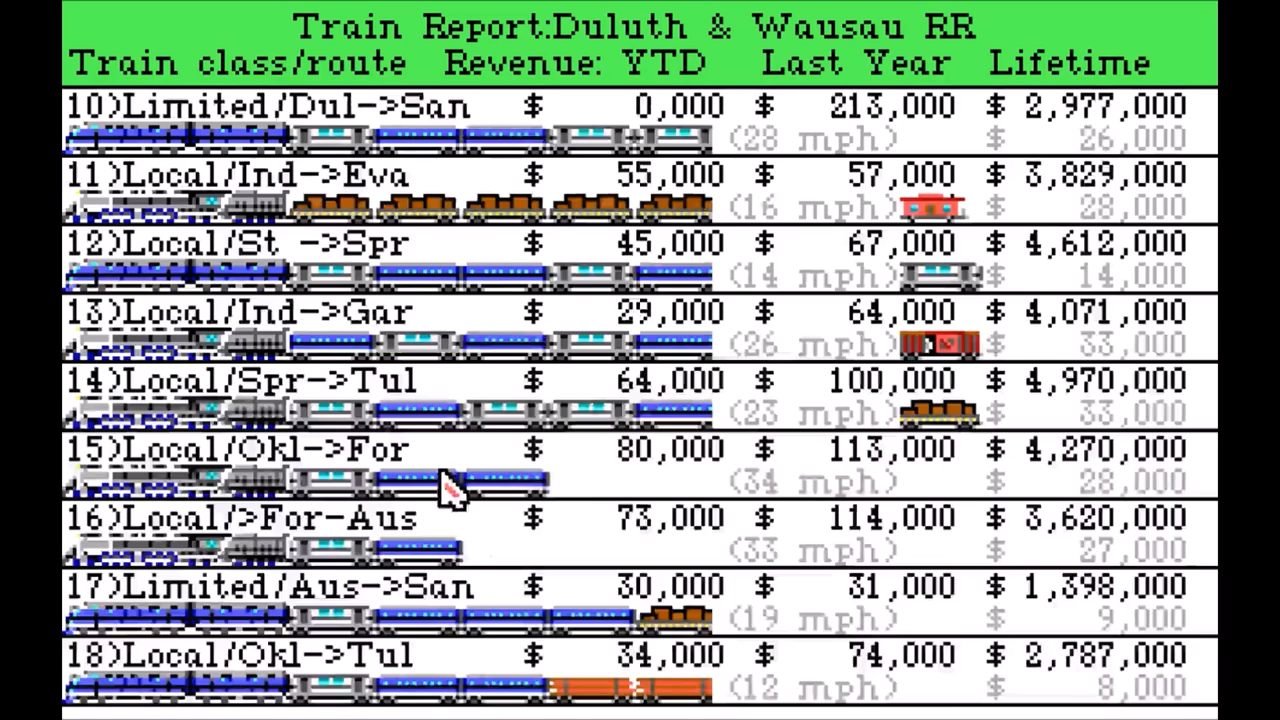 Train Report:Duluth & Wausau RR
Train class/route Revenue: YTD Last Year Lifetime
10)Limited/Dul->San $ 0,000 $ 213,000 $ 2,977,000
(28 mph) $ 26,000
11)Local/Ind->Eva $ 55,000 $ 57,000 $ 3,829,000
(16 mph) $ 28,000
12)Local/St ->Spr $ 45,000 $ 67,000 $ 4,612,000
(14 mph) $ 14,000
13)Local/Ind->Gar $ 29,000 $ 64,000 $ 4,071,000
(26 mph) $ 33,000
14)Local/Spr->Tul $ 64,000 $ 100,000 $ 4,970,000
(23 mph) $ 33,000
15)Local/Okl->For $ 80,000 $ 113,000 $ 4,270,000
(34 mph) $ 28,000
16)Local/>For-Aus $ 73,000 $ 114,000 $ 3,620,000
(33 mph) $ 27,000
17)Limited/Aus->San $ 30,000 $ 31,000 $ 1,398,000
(19 mph) $ 9,000
18)Local/Okl->Tul $ 34,000 $ 74,000 $ 2,787,000
(12 mph) $ 8,000